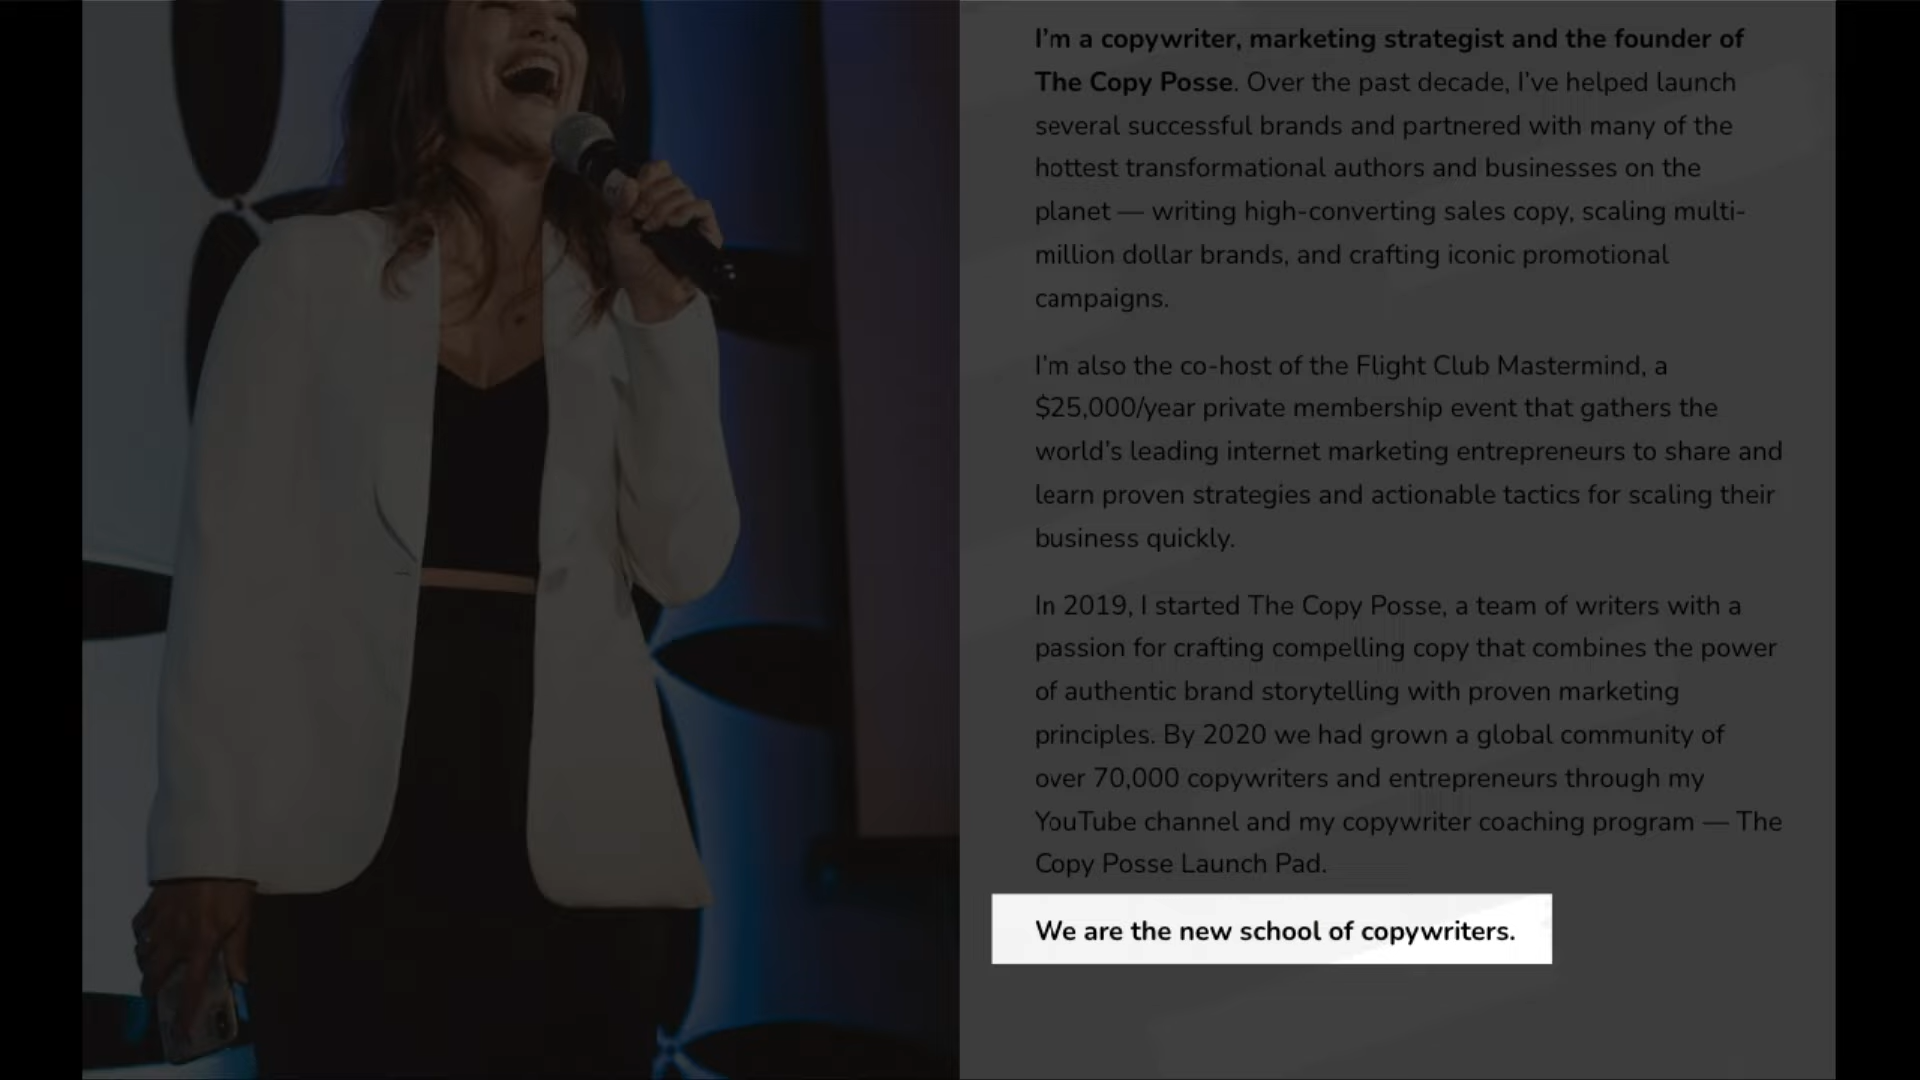 I’m a copywriter, marketing strategist and the founder of
The Copy Posse. Over the past decade, I’ve helped launch
several successful brands and partnered with many of the
hottest transformational authors and businesses on the
planet — writing high-converting sales copy, scaling multi-
million dollar brands, and crafting iconic promotional
campaigns.
I’m also the co-host of the Flight Club Mastermind, a
$25,000/year private membership event that gathers the
world’s leading internet marketing entrepreneurs to share and
learn proven strategies and actionable tactics for scaling their
business quickly.
In 2019, I started The Copy Posse, a team of writers with a
passion for crafting compelling copy that combines the power
of authentic brand storytelling with proven marketing
principles. By 2020 we had grown a global community of
over 70,000 copywriters and entrepreneurs through my
YouTube channel and my copywriter coaching program — The
Copy Posse Launch Pad.
We are the new school of copywriters.